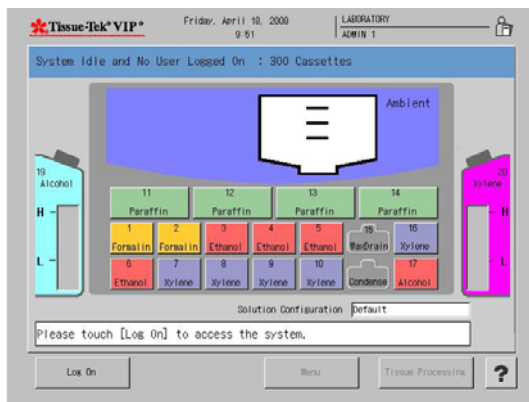 Tissue-Tek® VIP®
Friday, April 18, 2008
9:51
LABORATORY
ADMIN 1
System Idle and No User Logged On : 300 Cassettes
Ambient
19
Alcohol
H
L
20
Xylene
H
L
11
Paraffin
12
Paraffin
13
Paraffin
14
Paraffin
1
Formalin
2
Formalin
3
Ethanol
4
Ethanol
5
Ethanol
15
WaxDrain
16
Xylene
6
Ethanol
7
Xylene
8
Xylene
9
Xylene
10
Xylene
Condense
17
Alcohol
Solution Configuration Default
Please touch [Log On] to access the system.
Log On
Menu
Tissue Processing
?